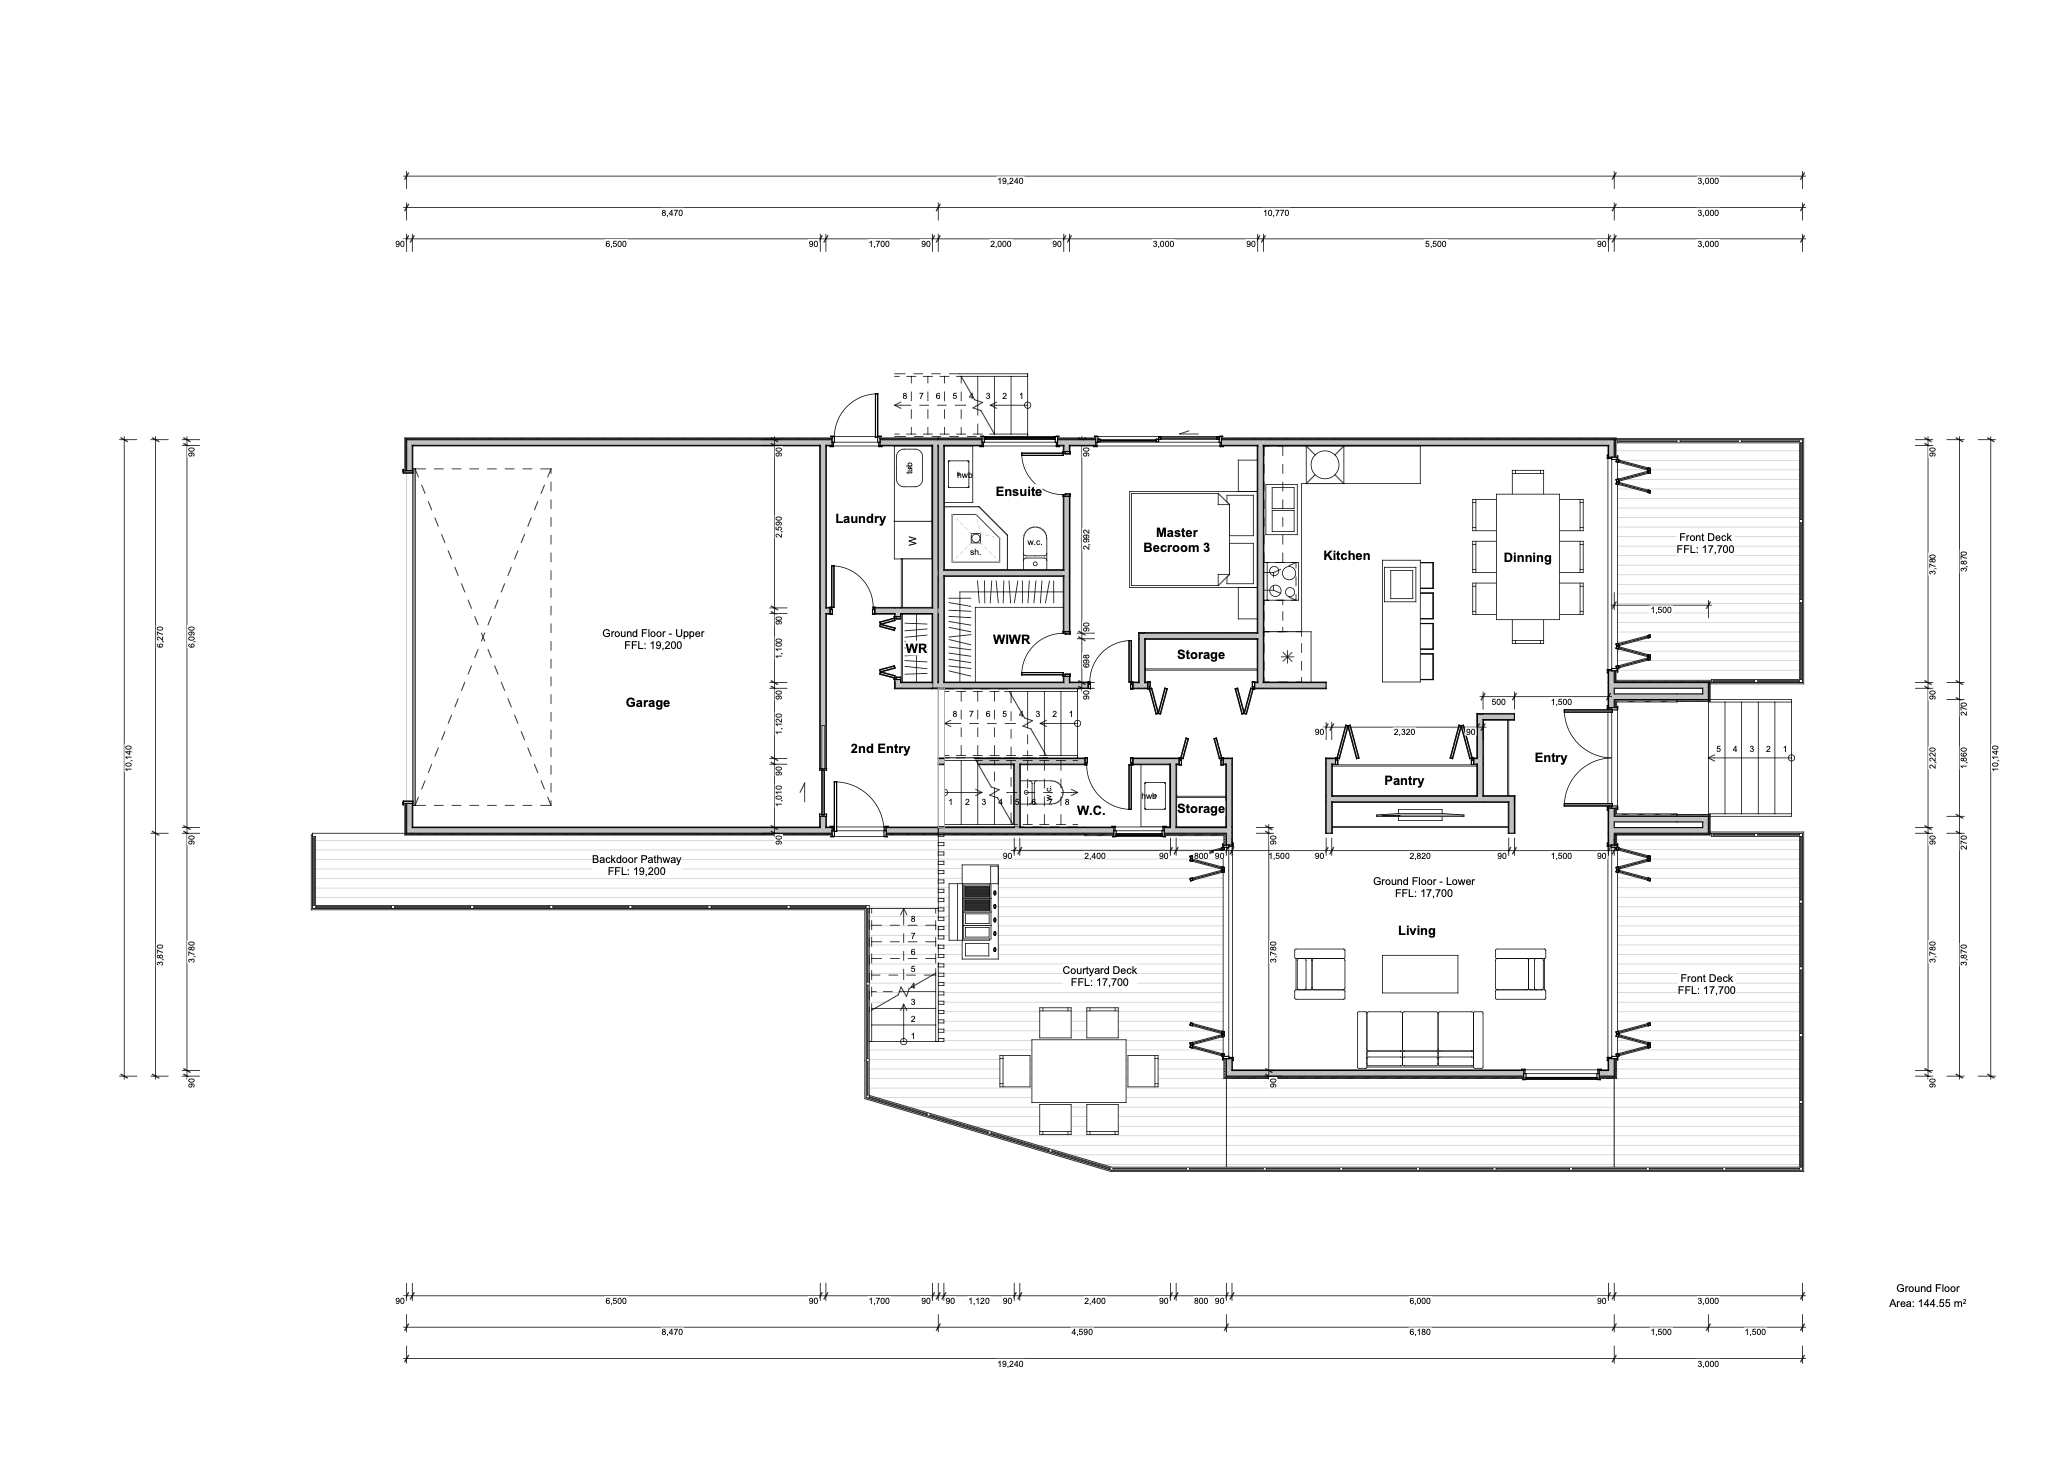 19,240 3,000
8,470 10,770 3,000
90 6,500 90 1,700 90 2,000 90 3,000 90 5,500 90 3,000
8 7 6 5 4 3 2 1
90 6,090 90 3,780 90
6,270 3,870
10,140
Garage
Ground Floor - Upper
FFL: 19,200
90 2,590 90 1,100 90 1,120 90 1,010 90
Laundry
tub
W
WR
2nd Entry
hwb
Ensuite
sh.
w.c.
WIWR
90 2,992 90 698 90
Master
Becroom 3
Storage
Kitchen
Dinning
Front Deck
FFL: 17,700
1,500
500 1,500
8 7 6 5 4 3 2 1
1 2 3 4 5 6 7 8
w.c.
W.C.
hwb
Storage
90 2,320 90
Pantry
Entry
5 4 3 2 1
90 2,400 90 800 90 1,500 90 2,820 90 1,500 90
Backdoor Pathway
FFL: 19,200
Ground Floor - Lower
FFL: 17,700
Living
90 3,780 90
8
7
6
5
4
3
2
1
Courtyard Deck
FFL: 17,700
Front Deck
FFL: 17,700
90 3,780 90 2,220 90 3,780 90
3,870 270 1,860 270 3,870
10,140
90 6,500 90 1,700 90 90 1,120 90 2,400 90 800 90 6,000 90 3,000
8,470 4,590 6,180 1,500 1,500
19,240 3,000
Ground Floor
Area: 144.55 m²